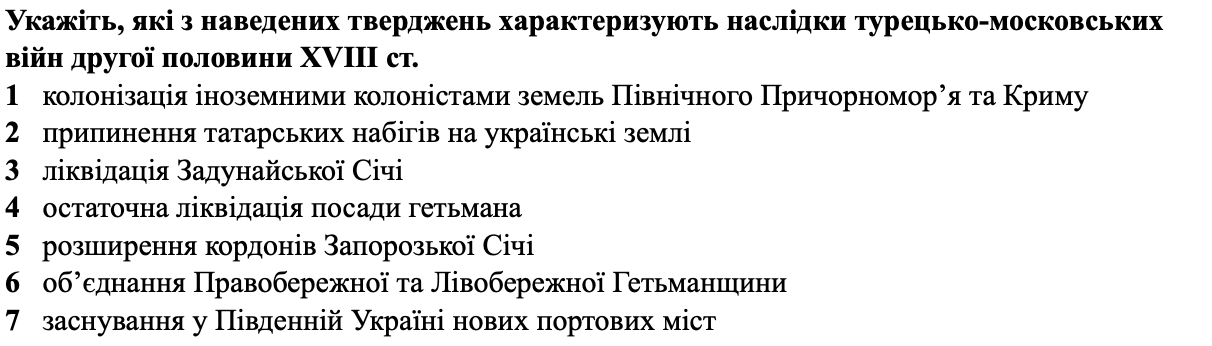 Укажіть, які з наведених тверджень характеризують наслідки турецько-московських
війн другої половини XVIII ст.
1 колонізація іноземними колоністами земель Північного Причорномор’я та Криму
2 припинення татарських набігів на українські землі
3 ліквідація Задунайської Січі
4 остаточна ліквідація посади гетьмана
5 розширення кордонів Запорозької Січі
6 об’єднання Правобережної та Лівобережної Гетьманщини
7 заснування у Південній Україні нових портових міст